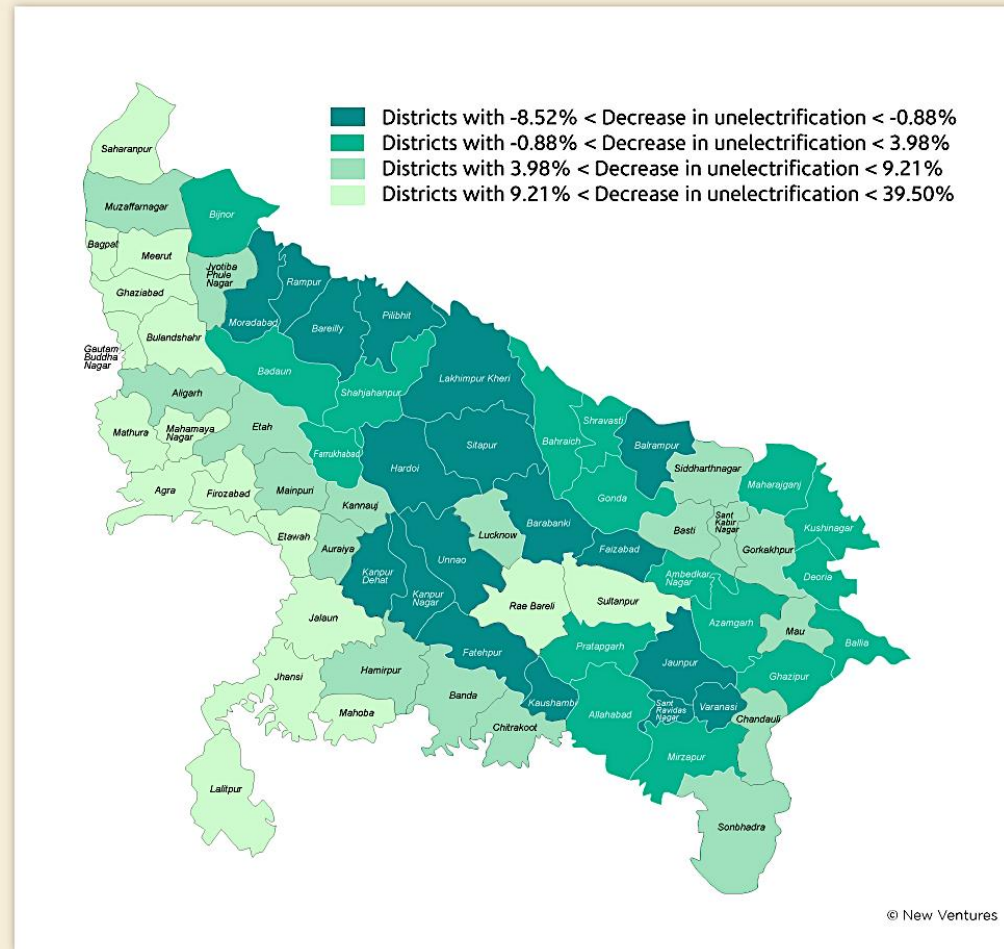 Districts with -8.52% < Decrease in unelectrification < -0.88%
Districts with -0.88% < Decrease in unelectrification < 3.98%
Districts with 3.98% < Decrease in unelectrification < 9.21%
Districts with 9.21% < Decrease in unelectrification < 39.50%
Saharanpur
Muzaffarnagar
Bijnor
Bagpat
Meerut
Jyotiba
Phule
Nagar
Rampur
Ghaziabad
Moradabad
Bareilly
Pilibhit
Bulandshahr
Gautam
Buddha
Nagar
Badaun
Shahjahanpur
Lakhimpur Kheri
Aligarh
Mathura
Mahamaya
Nagar
Etah
Farrukhabad
Hardoi
Sitapur
Bahraich
Shravasti
Balrampur
Siddharthnagar
Maharajganj
Agra
Firozabad
Mainpuri
Kannauj
Gonda
Basti
Sant
Kabir
Nagar
Gorkakhpur
Kushinagar
Etawah
Auraiya
Lucknow
Barabanki
Faizabad
Kanpur
Dehat
Unnao
Kanpur
Nagar
Ambedkar
Nagar
Deoria
Jalaun
Rae Bareli
Sultanpur
Azamgarh
Mau
Ballia
Fatehpur
Pratapgarh
Jaunpur
Ghazipur
Jhansi
Hamirpur
Banda
Mahoba
Chitrakoot
Kaushambi
Allahabad
Sant
Ravidas
Nagar
Varanasi
Chandauli
Mirzapur
Lalitpur
Sonbhadra
© New Ventures